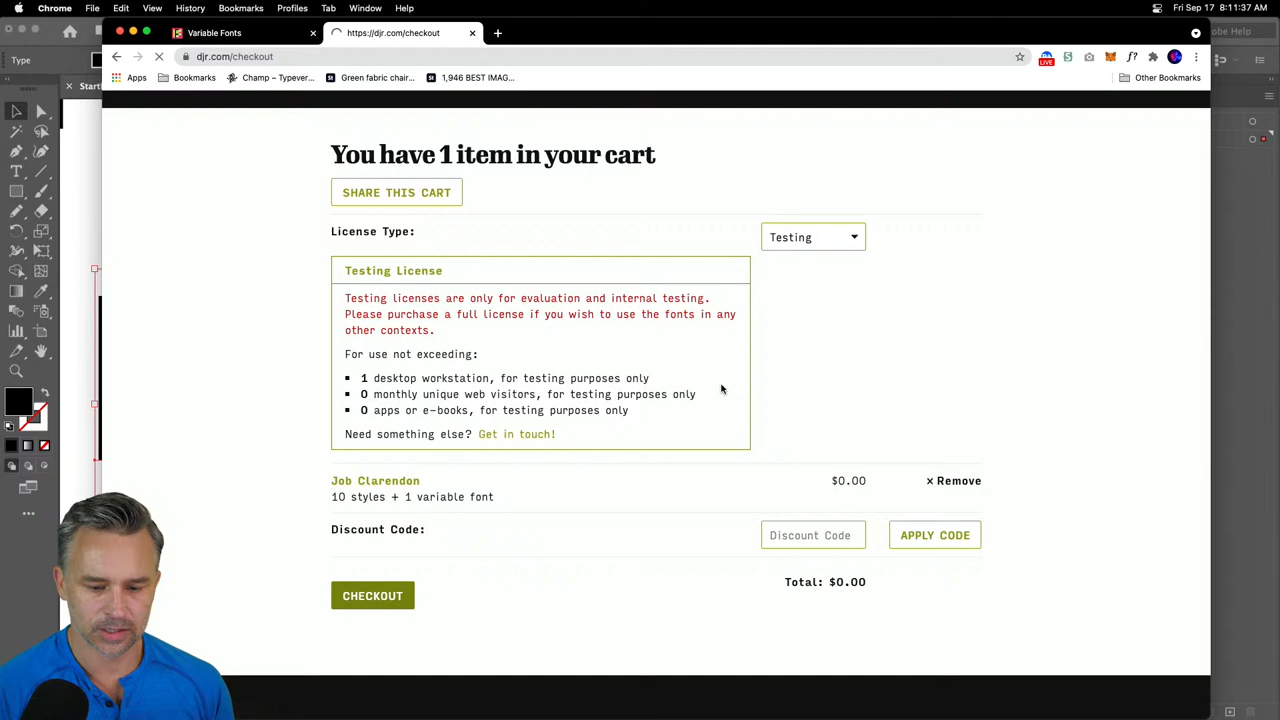 Chrome File Edit View History Bookmarks Profiles Tab Window Help
Fri Sep 17 8:11:37 AM
Variable Fonts
https://djr.com/checkout
djr.com/checkout
LIVE
Apps Bookmarks Champ – Typever... Green fabric chair... 1,946 BEST IMAG... Other Bookmarks
Type
You have 1 item in your cart
SHARE THIS CART
License Type:
Testing
Testing License
Testing licenses are only for evaluation and internal testing.
Please purchase a full license if you wish to use the fonts in any
other contexts.
For use not exceeding:
1 desktop workstation, for testing purposes only
0 monthly unique web visitors, for testing purposes only
0 apps or e-books, for testing purposes only
Need something else? Get in touch!
Job Clarendon $0.00 × Remove
10 styles + 1 variable font
Discount Code: Discount Code APPLY CODE
Total: $0.00
CHECKOUT